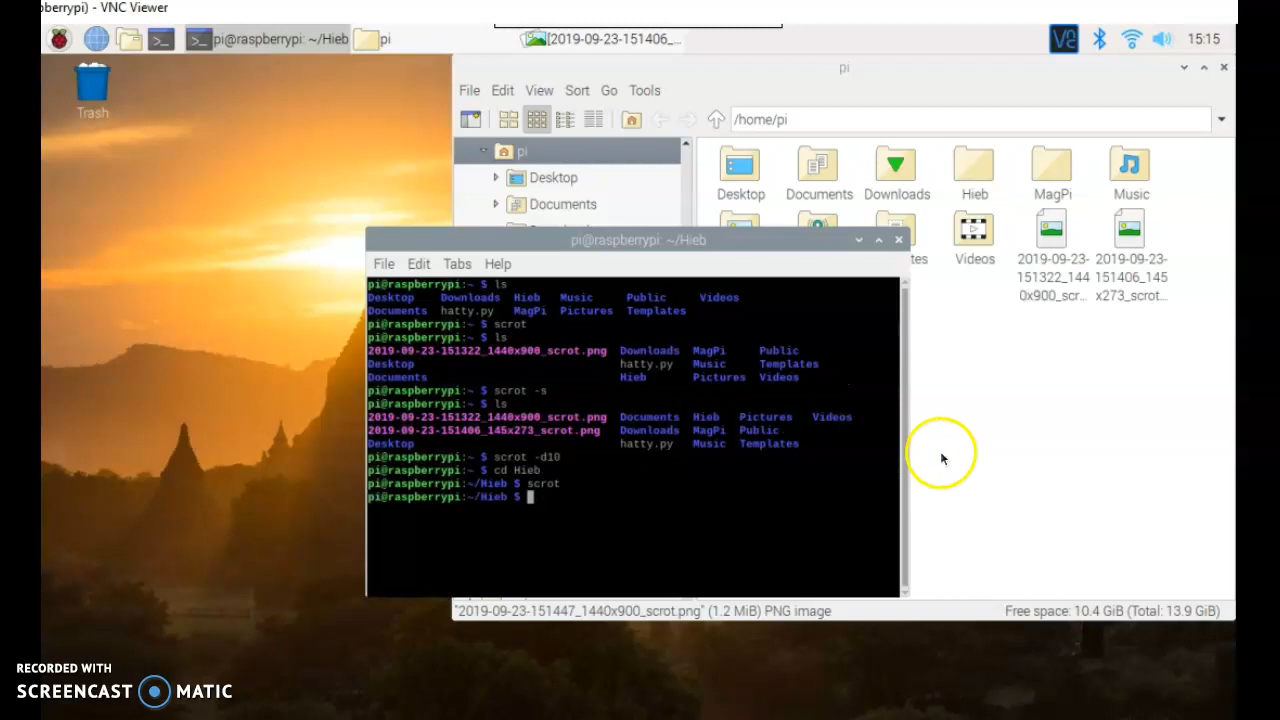 pberrypi) - VNC Viewer
pi@raspberrypi: ~/Hieb
pi
[2019-09-23-151406_...
15:15
Trash
pi
File Edit View Sort Go Tools
/home/pi
pi
Desktop
Documents
Desktop Documents Downloads Hieb MagPi Music
Videos
2019-09-23-151322_1440x900_scr...
2019-09-23-151406_145x273_scrot...
pi@raspberrypi: ~/Hieb
File Edit Tabs Help
pi@raspberrypi:~ $ ls
Desktop Downloads Hieb Music Public Videos
Documents hatty.py MagPi Pictures Templates
pi@raspberrypi:~ $ scrot
pi@raspberrypi:~ $ ls
2019-09-23-151322_1440x900_scrot.png Downloads MagPi Public
Desktop hatty.py Music Templates
Documents Hieb Pictures Videos
pi@raspberrypi:~ $ scrot -s
pi@raspberrypi:~ $ ls
2019-09-23-151322_1440x900_scrot.png Documents Hieb Pictures Videos
2019-09-23-151406_145x273_scrot.png Downloads MagPi Public
Desktop hatty.py Music Templates
pi@raspberrypi:~ $ scrot -d10
pi@raspberrypi:~ $ cd Hieb
pi@raspberrypi:~/Hieb $ scrot
pi@raspberrypi:~/Hieb $
"2019-09-23-151447_1440x900_scrot.png" (1.2 MiB) PNG image
Free space: 10.4 GiB (Total: 13.9 GiB)
RECORDED WITH
SCREENCAST MATIC